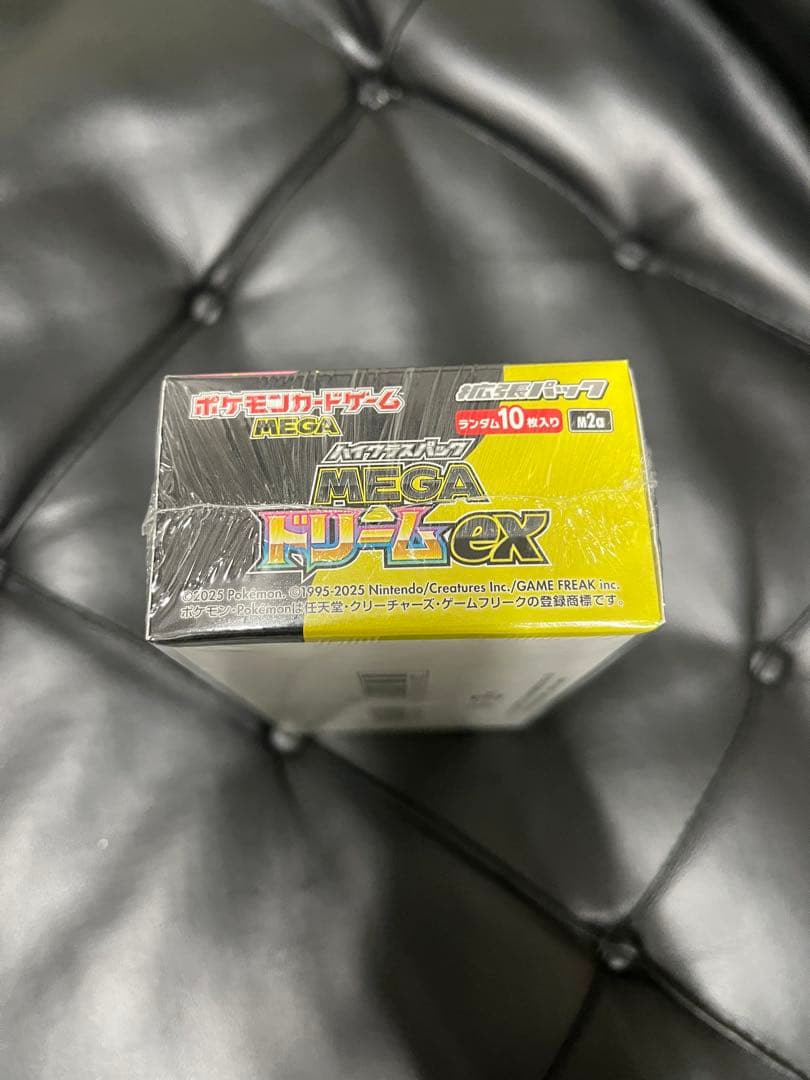 ポケモンカードゲーム
MEGA
拡張パック
ランダム10枚入り
M2a
ハイクラスパック
MEGA
ドリームex
©2025 Pokémon. ©1995-2025 Nintendo/Creatures Inc./GAME FREAK inc.
ポケモン・Pokémonは任天堂・クリーチャーズ・ゲームフリークの登録商標です。